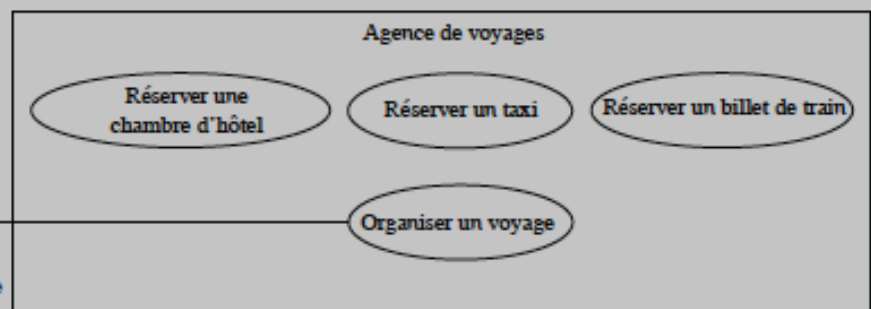 Agence de voyages
Réserver une
chambre d'hôtel
Réserver un taxi
Réserver un billet de train
Organiser un voyage